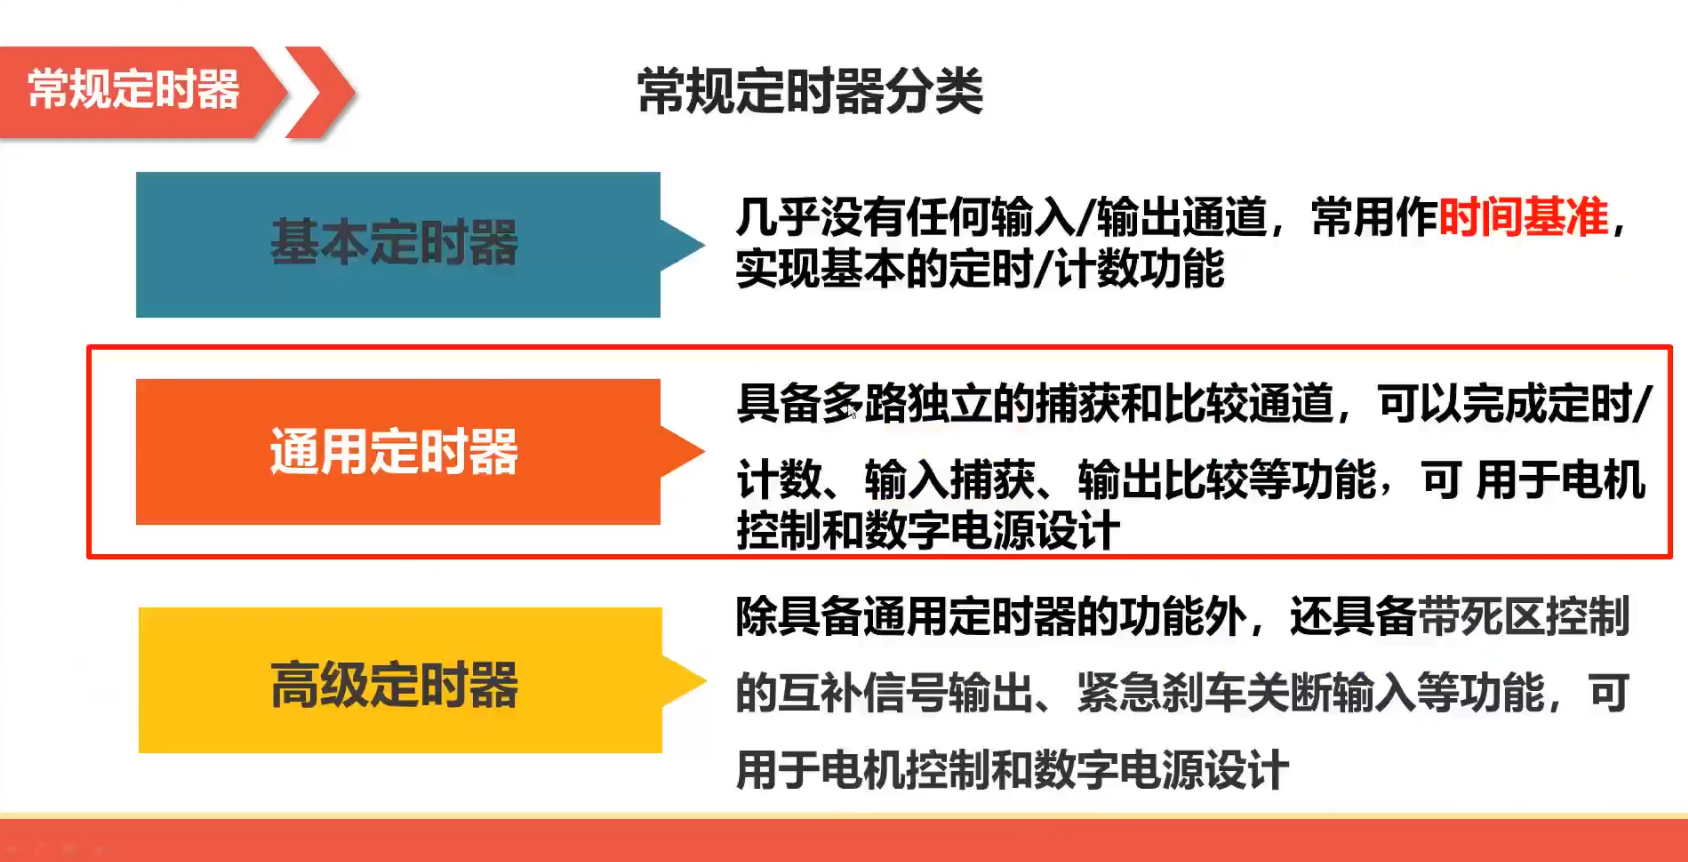 常规定时器
常规定时器分类
基本定时器
几乎没有任何输入/输出通道，常用作时间基准，
实现基本的定时/计数功能
通用定时器
具备多路独立的捕获和比较通道，可以完成定时/
计数、输入捕获、输出比较等功能，可 用于电机
控制和数字电源设计
高级定时器
除具备通用定时器的功能外，还具备带死区控制
的互补信号输出、紧急刹车关断输入等功能，可
用于电机控制和数字电源设计